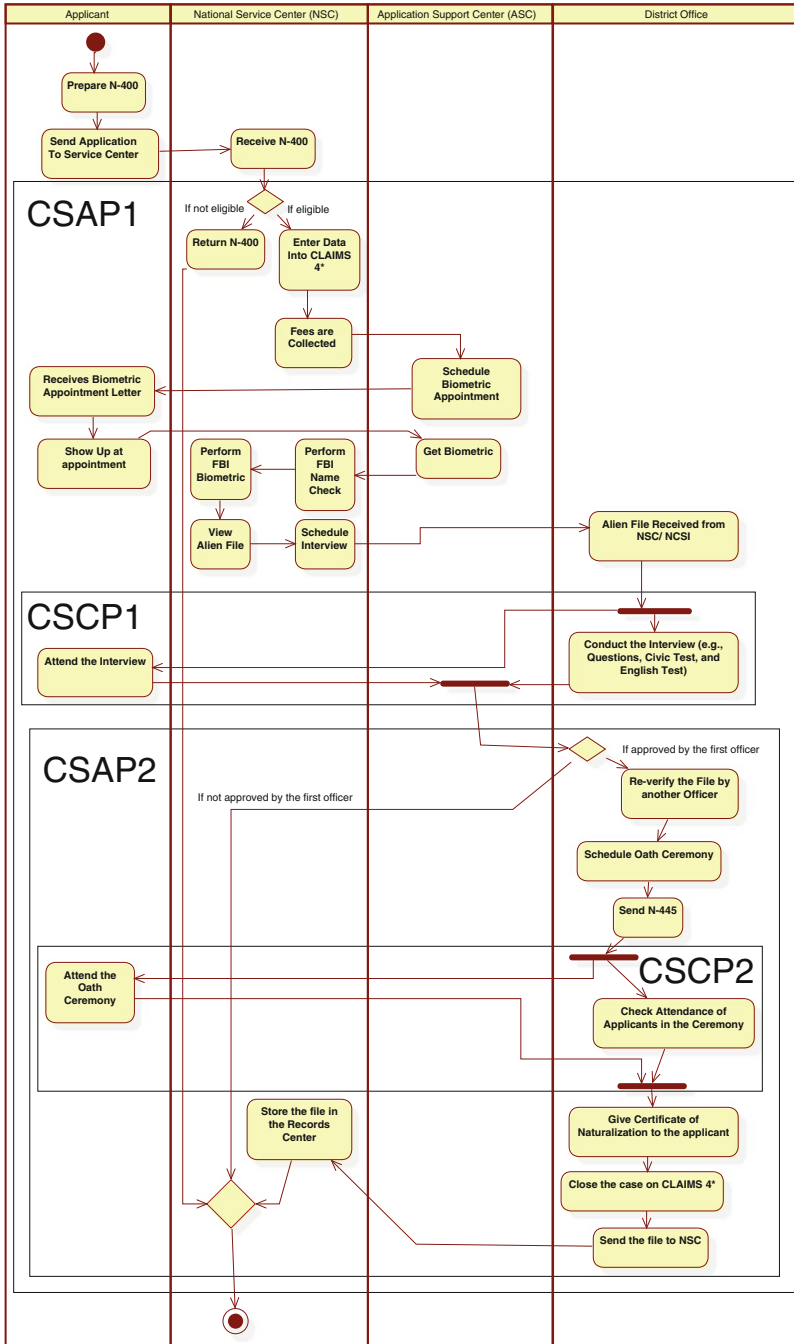 Applicant
National Service Center (NSC)
Application Support Center (ASC)
District Office
Prepare N-400
Send Application
To Service Center
Receive N-400
CSAP1
If not eligible
If eligible
Return N-400
Enter Data
Into CLAIMS
4*
Fees are
Collected
Schedule
Biometric
Appointment
Receives Biometric
Appointment Letter
Show Up at
appointment
Get Biometric
Perform
FBI
Name
Check
Perform
FBI
Biometric
View
Alien File
Schedule
Interview
Alien File Received from
NSC/ NCSI
CSCP1
Attend the Interview
Conduct the Interview (e.g.,
Questions, Civic Test, and
English Test)
CSAP2
If approved by the first officer
If not approved by the first officer
Re-verify the File by
another Officer
Schedule Oath Ceremony
Send N-445
CSCP2
Attend the
Oath
Ceremony
Check Attendance of
Applicants in the Ceremony
Store the file in
the Records
Center
Give Certificate of
Naturalization to the applicant
Close the case on CLAIMS 4*
Send the file to NSC